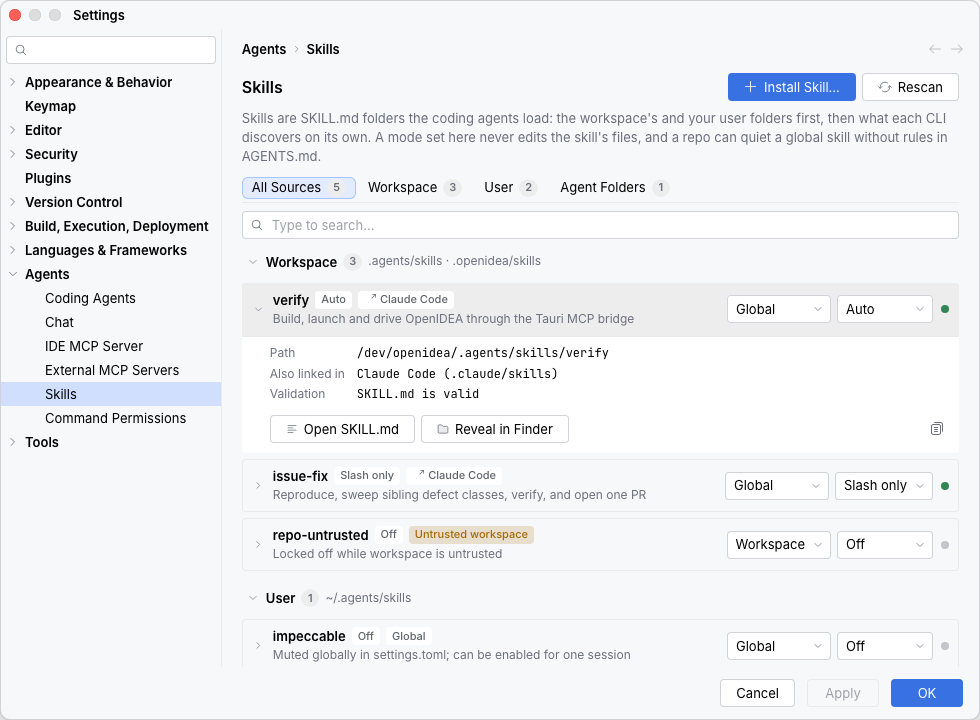 Settings
Appearance & Behavior
Keymap
Editor
Security
Plugins
Version Control
Build, Execution, Deployment
Languages & Frameworks
Agents
Coding Agents
Chat
IDE MCP Server
External MCP Servers
Skills
Command Permissions
Tools
Agents › Skills
Skills
Install Skill...
Rescan
Skills are SKILL.md folders the coding agents load: the workspace's and your user folders first, then what each CLI
discovers on its own. A mode set here never edits the skill's files, and a repo can quiet a global skill without rules in
AGENTS.md.
All Sources 5 Workspace 3 User 2 Agent Folders 1
Type to search...
Workspace 3 .agents/skills · .openidea/skills
verify Auto ↗ Claude Code
Build, launch and drive OpenIDEA through the Tauri MCP bridge
Global Auto
Path /dev/openidea/.agents/skills/verify
Also linked in Claude Code (.claude/skills)
Validation SKILL.md is valid
Open SKILL.md Reveal in Finder
issue-fix Slash only ↗ Claude Code
Reproduce, sweep sibling defect classes, verify, and open one PR
Global Slash only
repo-untrusted Off Untrusted workspace
Locked off while workspace is untrusted
Workspace Off
User 1 ~/.agents/skills
impeccable Off Global
Muted globally in settings.toml; can be enabled for one session
Global Off
Cancel Apply OK